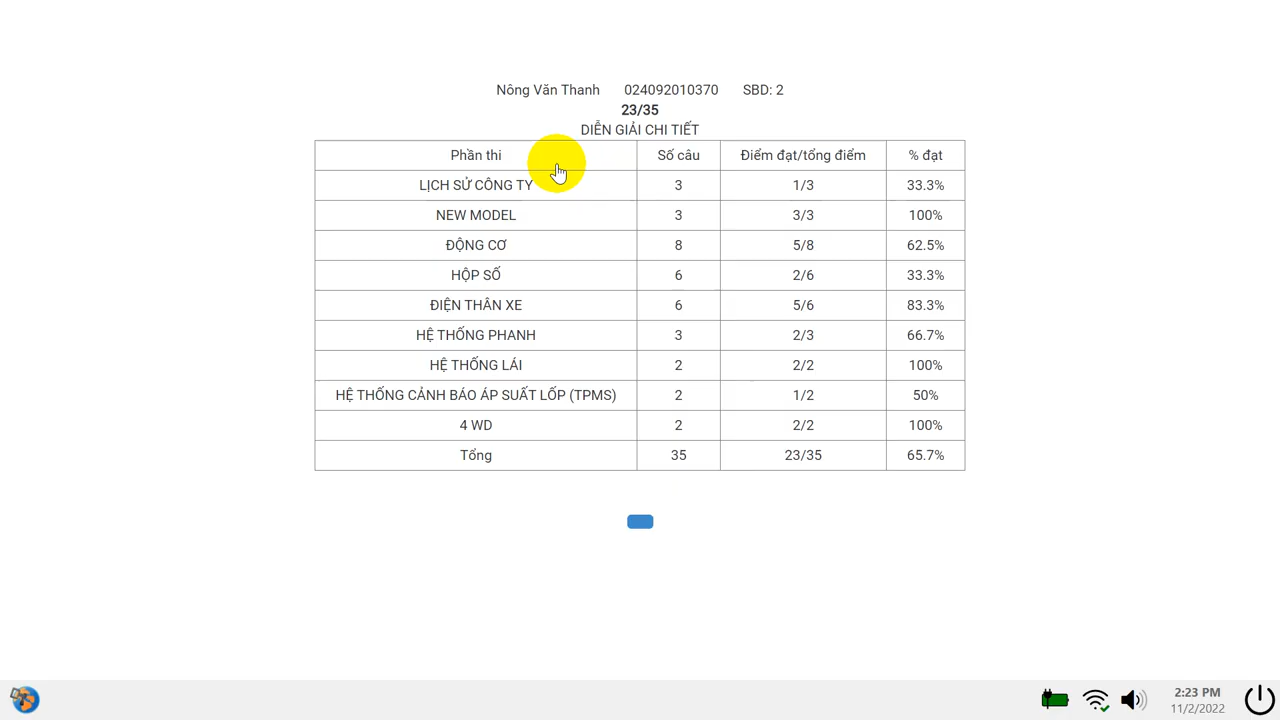 Nông Văn Thanh 024092010370 SBD: 2
23/35
DIỄN GIẢI CHI TIẾT
Phần thi Số câu Điểm đạt/tổng điểm % đạt
LỊCH SỬ CÔNG TY 3 1/3 33.3%
NEW MODEL 3 3/3 100%
ĐỘNG CƠ 8 5/8 62.5%
HỘP SỐ 6 2/6 33.3%
ĐIỆN THÂN XE 6 5/6 83.3%
HỆ THỐNG PHANH 3 2/3 66.7%
HỆ THỐNG LÁI 2 2/2 100%
HỆ THỐNG CẢNH BÁO ÁP SUẤT LỐP (TPMS) 2 1/2 50%
4 WD 2 2/2 100%
Tổng 35 23/35 65.7%
2:23 PM
11/2/2022